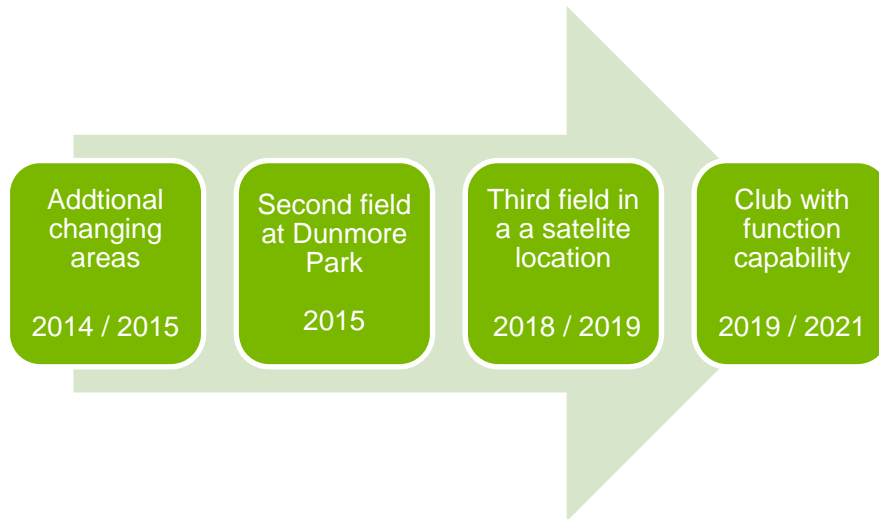 Addtional
changing
areas
2014 / 2015
Second field
at Dunmore
Park
2015
Third field in
a a satelite
location
2018 / 2019
Club with
function
capability
2019 / 2021